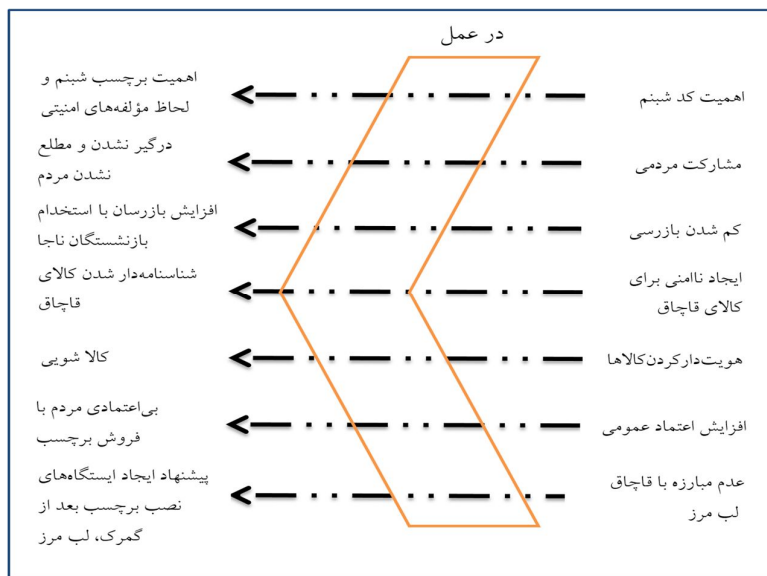 در عمل
اهمیت کد شبنم
اهمیت برچسب شبنم و
لحاظ مؤلفه‌های امنیتی
مشارکت مردمی
درگیر نشدن و مطلع
نشدن مردم
کم شدن بازرسی
افزایش بازرسان با استخدام
بازنشستگان ناجا
ایجاد ناامنی برای
کالای قاچاق
شناسنامه‌دار شدن کالای
قاچاق
هویت‌دارکردن‌کالاها
کالا شویی
افزایش اعتماد عمومی
بی‌اعتمادی مردم با
فروش برچسب
عدم مبارزه با قاچاق
لب مرز
پیشنهاد ایجاد ایستگاه‌های
نصب برچسب بعد از
گمرک، لب مرز